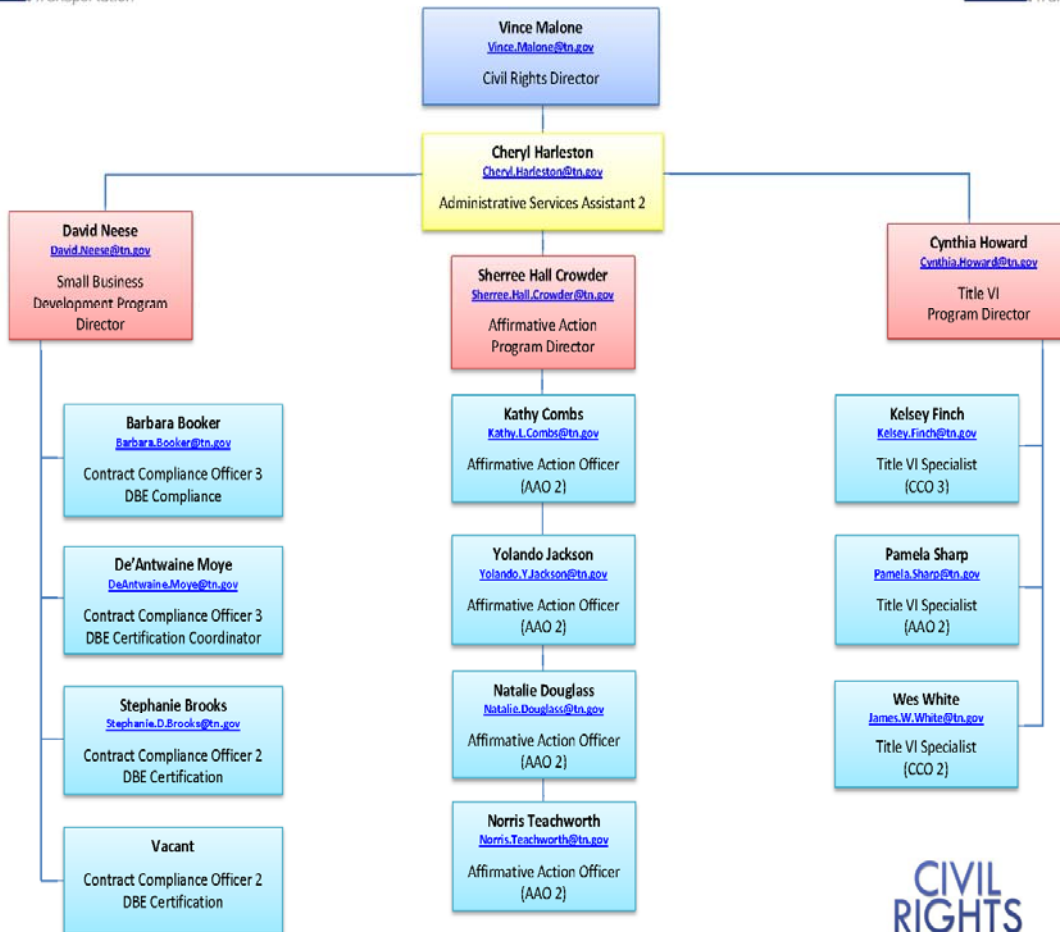 Transportation
Vince Malone
Vince.Malone@tn.gov
Civil Rights Director
Cheryl Harleston
Cheryl.Harleston@tn.gov
Administrative Services Assistant 2
David Neese
David.Neese@tn.gov
Small Business
Development Program
Director
Sherree Hall Crowder
Sherree.Hall.Crowder@tn.gov
Affirmative Action
Program Director
Cynthia Howard
Cynthia.Howard@tn.gov
Title VI
Program Director
Barbara Booker
Barbara.Booker@tn.gov
Contract Compliance Officer 3
DBE Compliance
De'Antwaine Moye
DeAntwaine.Moye@tn.gov
Contract Compliance Officer 3
DBE Certification Coordinator
Stephanie Brooks
Stephanie.D.Brooks@tn.gov
Contract Compliance Officer 2
DBE Certification
Vacant
Contract Compliance Officer 2
DBE Certification
Kathy Combs
Kathy.L.Combs@tn.gov
Affirmative Action Officer
(AAO 2)
Yolando Jackson
Yolando.Y.Jackson@tn.gov
Affirmative Action Officer
(AAO 2)
Natalie Douglass
Natalie.Douglass@tn.gov
Affirmative Action Officer
(AAO 2)
Norris Teachworth
Norris.Teachworth@tn.gov
Affirmative Action Officer
(AAO 2)
Kelsey Finch
Kelsey.Finch@tn.gov
Title VI Specialist
(CCO 3)
Pamela Sharp
Pamela.Sharp@tn.gov
Title VI Specialist
(AAO 2)
Wes White
James.W.White@tn.gov
Title VI Specialist
(CCO 2)
CIVIL
RIGHTS